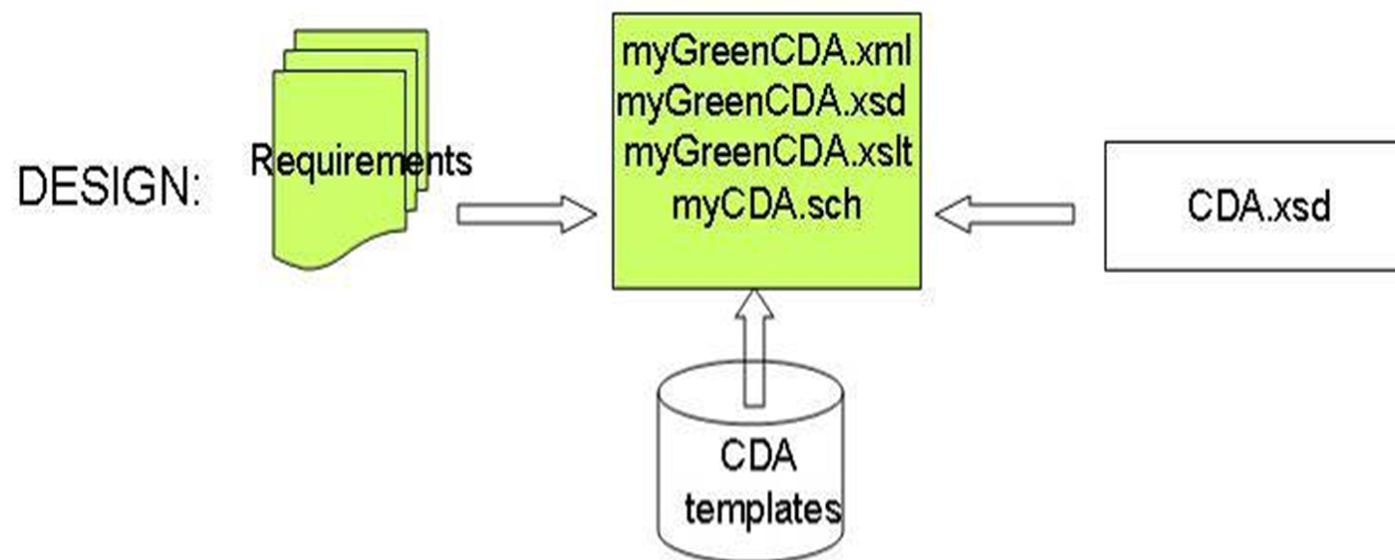 DESIGN:
Requirements
myGreenCDA.xml
myGreenCDA.xsd
myGreenCDA.xslt
myCDA.sch
CDA.xsd
CDA
templates